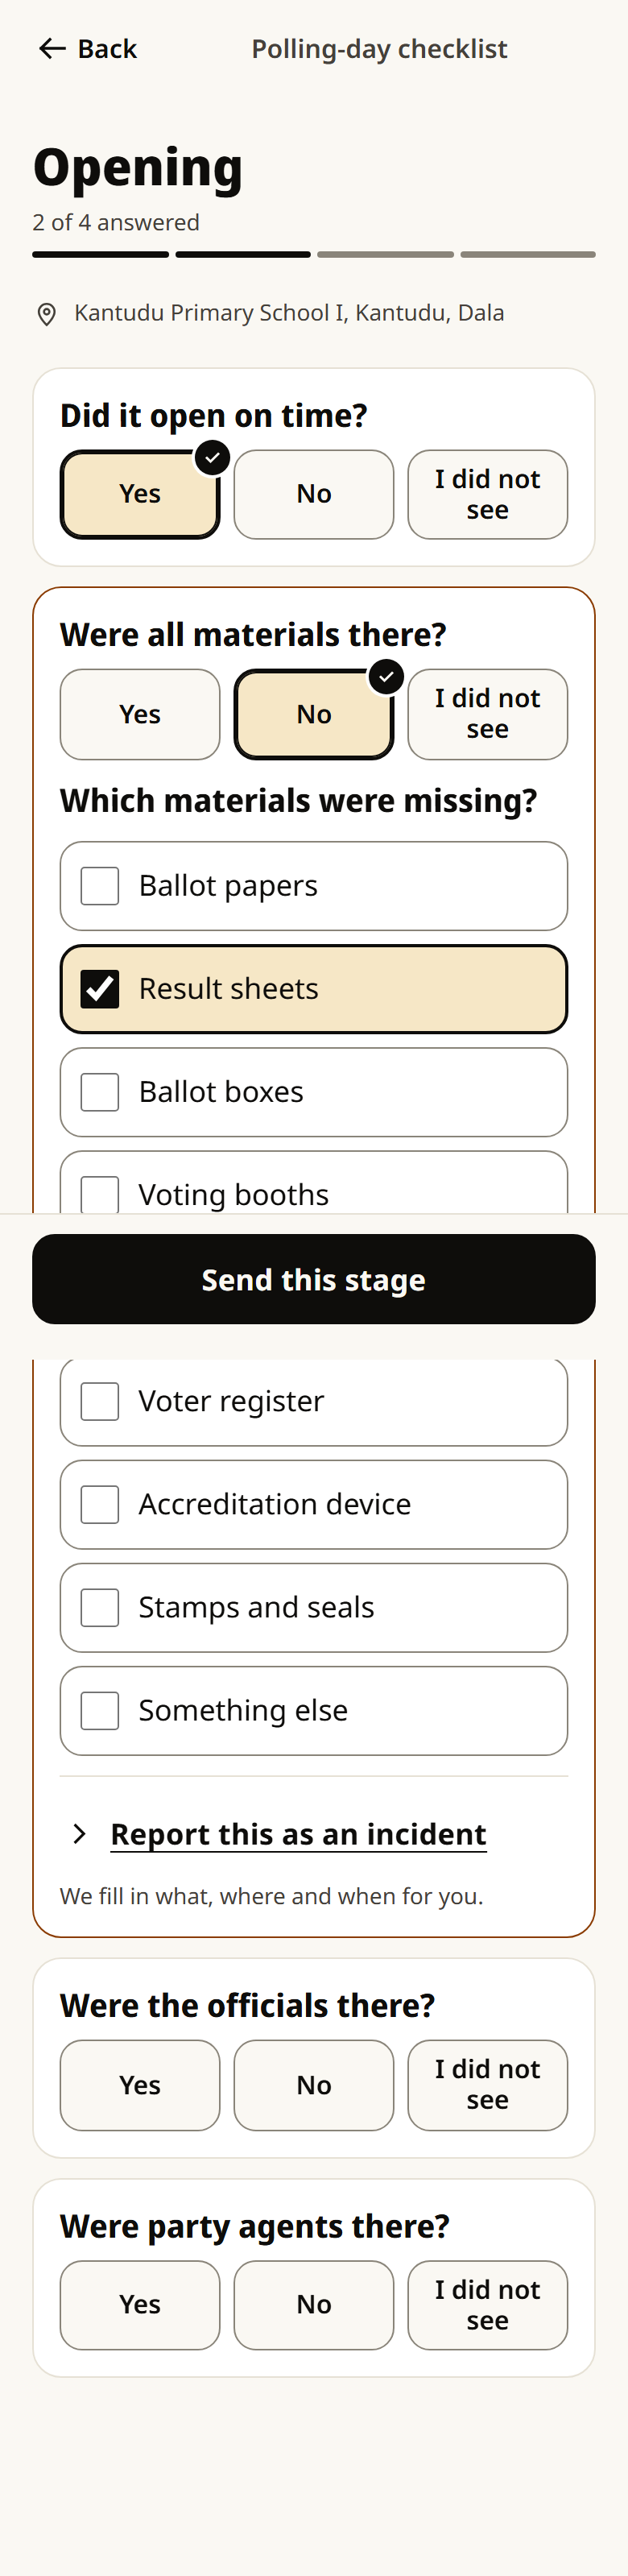 Back
Polling-day checklist
Opening
2 of 4 answered
Kantudu Primary School I, Kantudu, Dala
Did it open on time?
Yes
No
I did not
see
Were all materials there?
Yes
No
I did not
see
Which materials were missing?
Ballot papers
Result sheets
Ballot boxes
Voting booths
Send this stage
Voter register
Accreditation device
Stamps and seals
Something else
Report this as an incident
We fill in what, where and when for you.
Were the officials there?
Yes
No
I did not
see
Were party agents there?
Yes
No
I did not
see